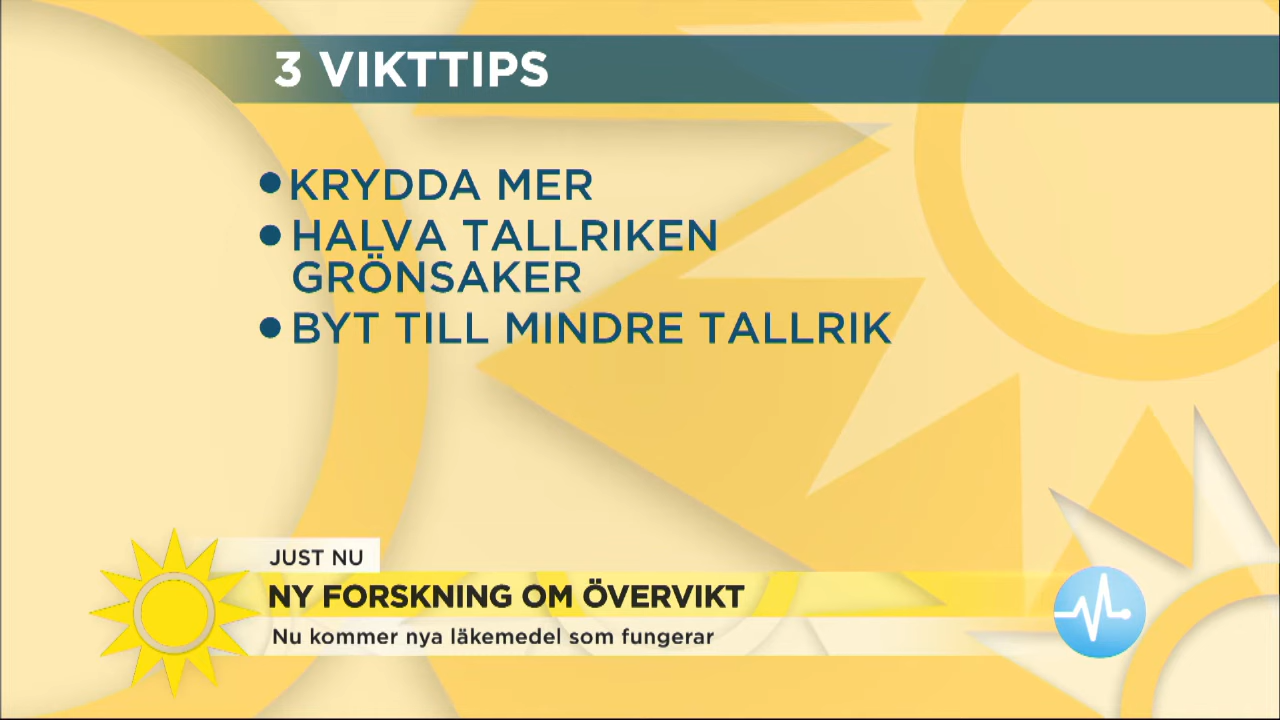 3 VIKTTIPS
• KRYDDA MER
• HALVA TALLRIKEN
GRÖNSAKER
• BYT TILL MINDRE TALLRIK
JUST NU
NY FORSKNING OM ÖVERVIKT
Nu kommer nya läkemedel som fungerar